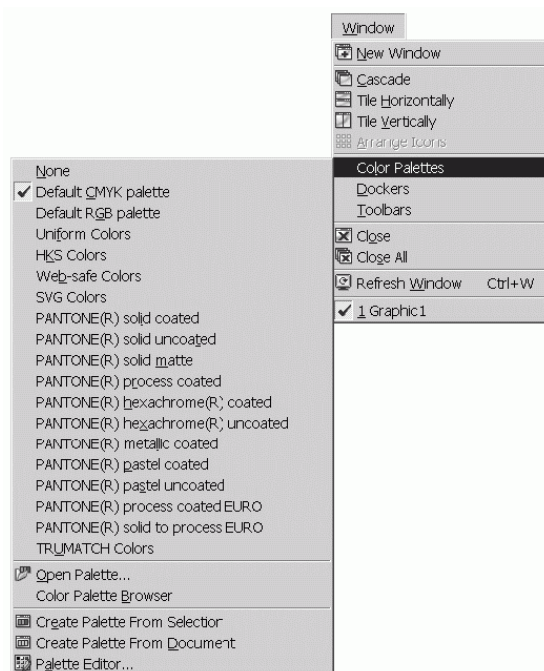 Window
New Window
Cascade
Tile Horizontally
Tile Vertically
Arrange Icons
Color Palettes
Dockers
Toolbars
Close
Close All
Refresh Window Ctrl+W
1 Graphic1
None
Default CMYK palette
Default RGB palette
Uniform Colors
HKS Colors
Web-safe Colors
SVG Colors
PANTONE(R) solid coated
PANTONE(R) solid uncoated
PANTONE(R) solid matte
PANTONE(R) process coated
PANTONE(R) hexachrome(R) coated
PANTONE(R) hexachrome(R) uncoated
PANTONE(R) metallic coated
PANTONE(R) pastel coated
PANTONE(R) pastel uncoated
PANTONE(R) process coated EURO
PANTONE(R) solid to process EURO
TRUMATCH Colors
Open Palette...
Color Palette Browser
Create Palette From Selection
Create Palette From Document
Palette Editor...